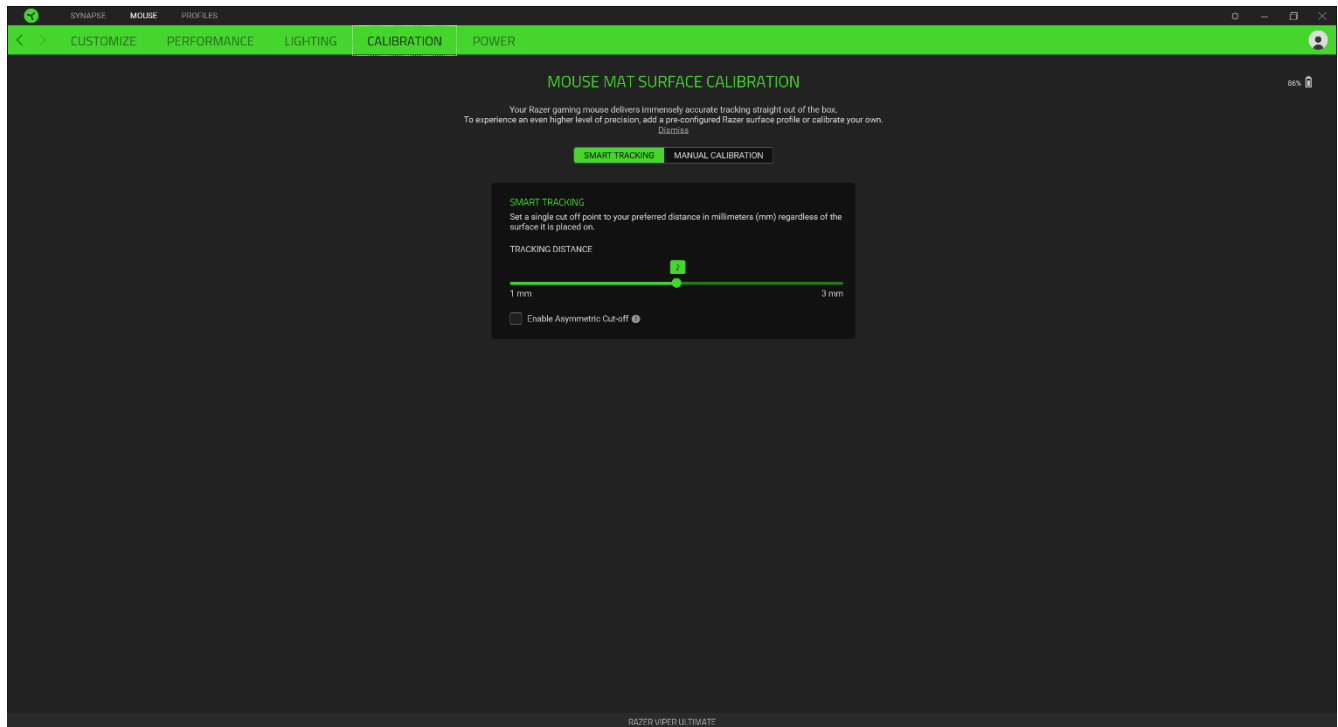 SYNAPSE MOUSE PROFILES
CUSTOMIZE PERFORMANCE LIGHTING CALIBRATION POWER
MOUSE MAT SURFACE CALIBRATION
86%
Your Razer gaming mouse delivers immensely accurate tracking straight out of the box.
To experience an even higher level of precision, add a pre-configured Razer surface profile or calibrate your own.
Dismiss
SMART TRACKING MANUAL CALIBRATION
SMART TRACKING
Set a single cut off point to your preferred distance in millimeters (mm) regardless of the
surface it is placed on.
TRACKING DISTANCE
2
1 mm 3 mm
Enable Asymmetric Cut-off ?
RAZER VIPER ULTIMATE